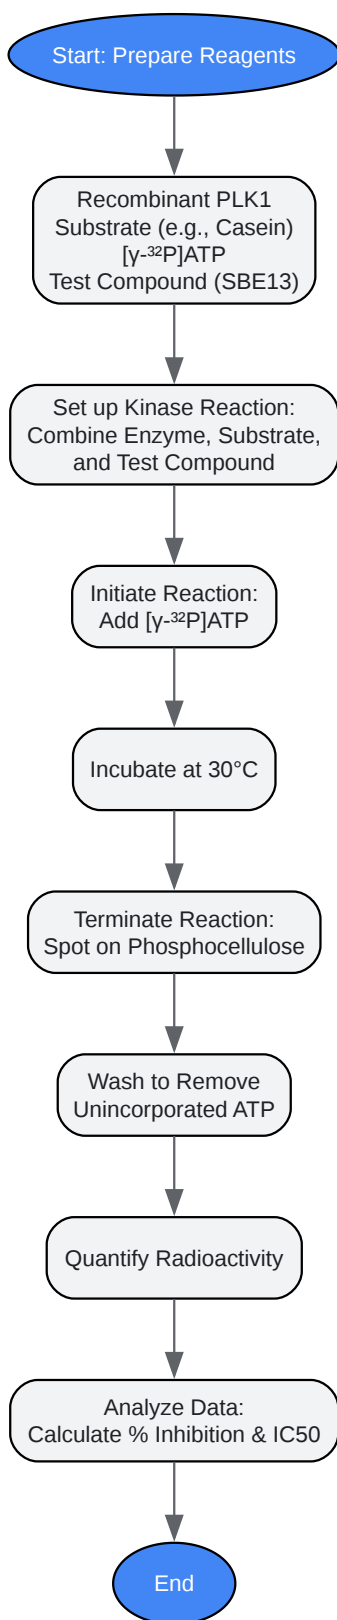 Start: Prepare Reagents
Recombinant PLK1
Substrate (e.g., Casein)
[γ-³²P]ATP
Test Compound (SBE13)
Set up Kinase Reaction:
Combine Enzyme, Substrate,
and Test Compound
Initiate Reaction:
Add [γ-³²P]ATP
Incubate at 30°C
Terminate Reaction:
Spot on Phosphocellulose
Wash to Remove
Unincorporated ATP
Quantify Radioactivity
Analyze Data:
Calculate % Inhibition & IC50
End